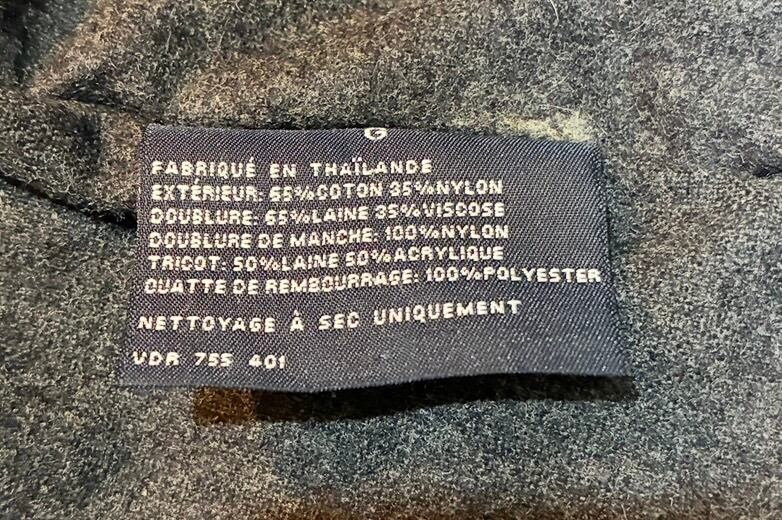 G
FABRIQUÉ EN THAÏLANDE
EXTÉRIEUR: 65%COTON 35%NYLON
DOUBLURE: 65%LAINE 35%VISCOSE
DOUBLURE DE MANCHE: 100%NYLON
TRICOT: 50%LAINE 50%ACRYLIQUE
OUATTE DE REMBOURRAGE: 100%POLYESTER
NETTOYAGE À SEC UNIQUEMENT
VDR 755 401